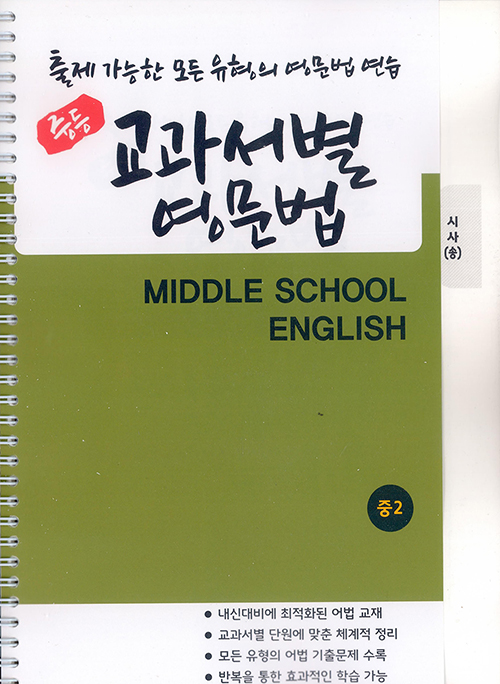 출제 가능한 모든 유형의 영문법 연습
중등
교과서별
영문법
시사(송)
MIDDLE SCHOOL
ENGLISH
중2
• 내신대비에 최적화된 어법 교재
• 교과서별 단원에 맞춘 체계적 정리
• 모든 유형의 어법 기출문제 수록
• 반복을 통한 효과적인 학습 가능